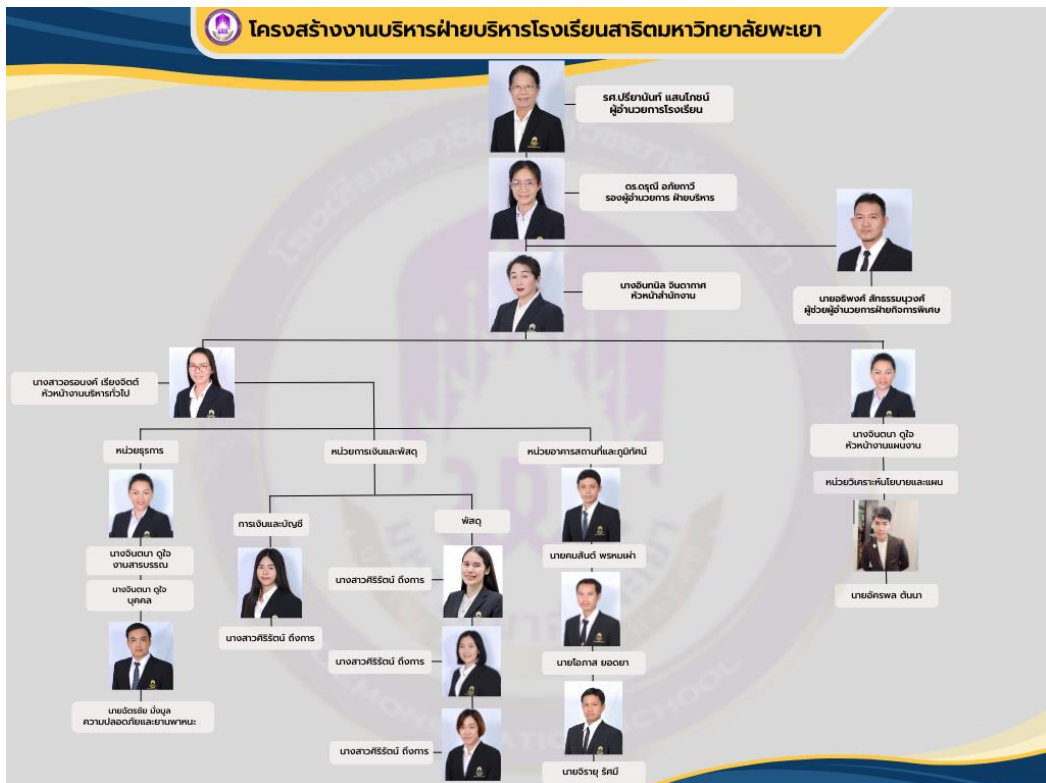 โครงสร้างงานบริหารฝ่ายบริหารโรงเรียนสาธิตมหาวิทยาลัยพะเยา
รศ.ปรียานันท์ แสนโภชน์
ผู้อำนวยการโรงเรียน
ดร.ดรุณี อภัยกาวี
รองผู้อำนวยการ ฝ่ายบริหาร
นางอินทนิล จินดากาศ
หัวหน้าสำนักงาน
นายอธิพงศ์ สัทธรรมนุวงศ์
ผู้ช่วยผู้อำนวยการฝ่ายกิจการพิเศษ
นางสาวอรอนงค์ เรียงจิตต์
หัวหน้างานบริหารทั่วไป
นางจินตนา ดูใจ
หัวหน้างานแผนงาน
หน่วยธุรการ
หน่วยการเงินและพัสดุ
หน่วยอาคารสถานที่และภูมิทัศน์
หน่วยวิเคราะห์นโยบายและแผน
การเงินและบัญชี
พัสดุ
นางจินตนา ดูใจ
งานสารบรรณ
นายคมสันต์ พรหมเผ่า
นางสาวศิริรัตน์ ถึงการ
นางจินตนา ดูใจ
บุคคล
นายอัครพล ตันนา
นางสาวศิริรัตน์ ถึงการ
นางสาวศิริรัตน์ ถึงการ
นายโอภาส ยอดยา
นายฉัตรชัย มั่งมูล
ความปลอดภัยและยานพาหนะ
นางสาวศิริรัตน์ ถึงการ
นายจิรายุ รัศมี